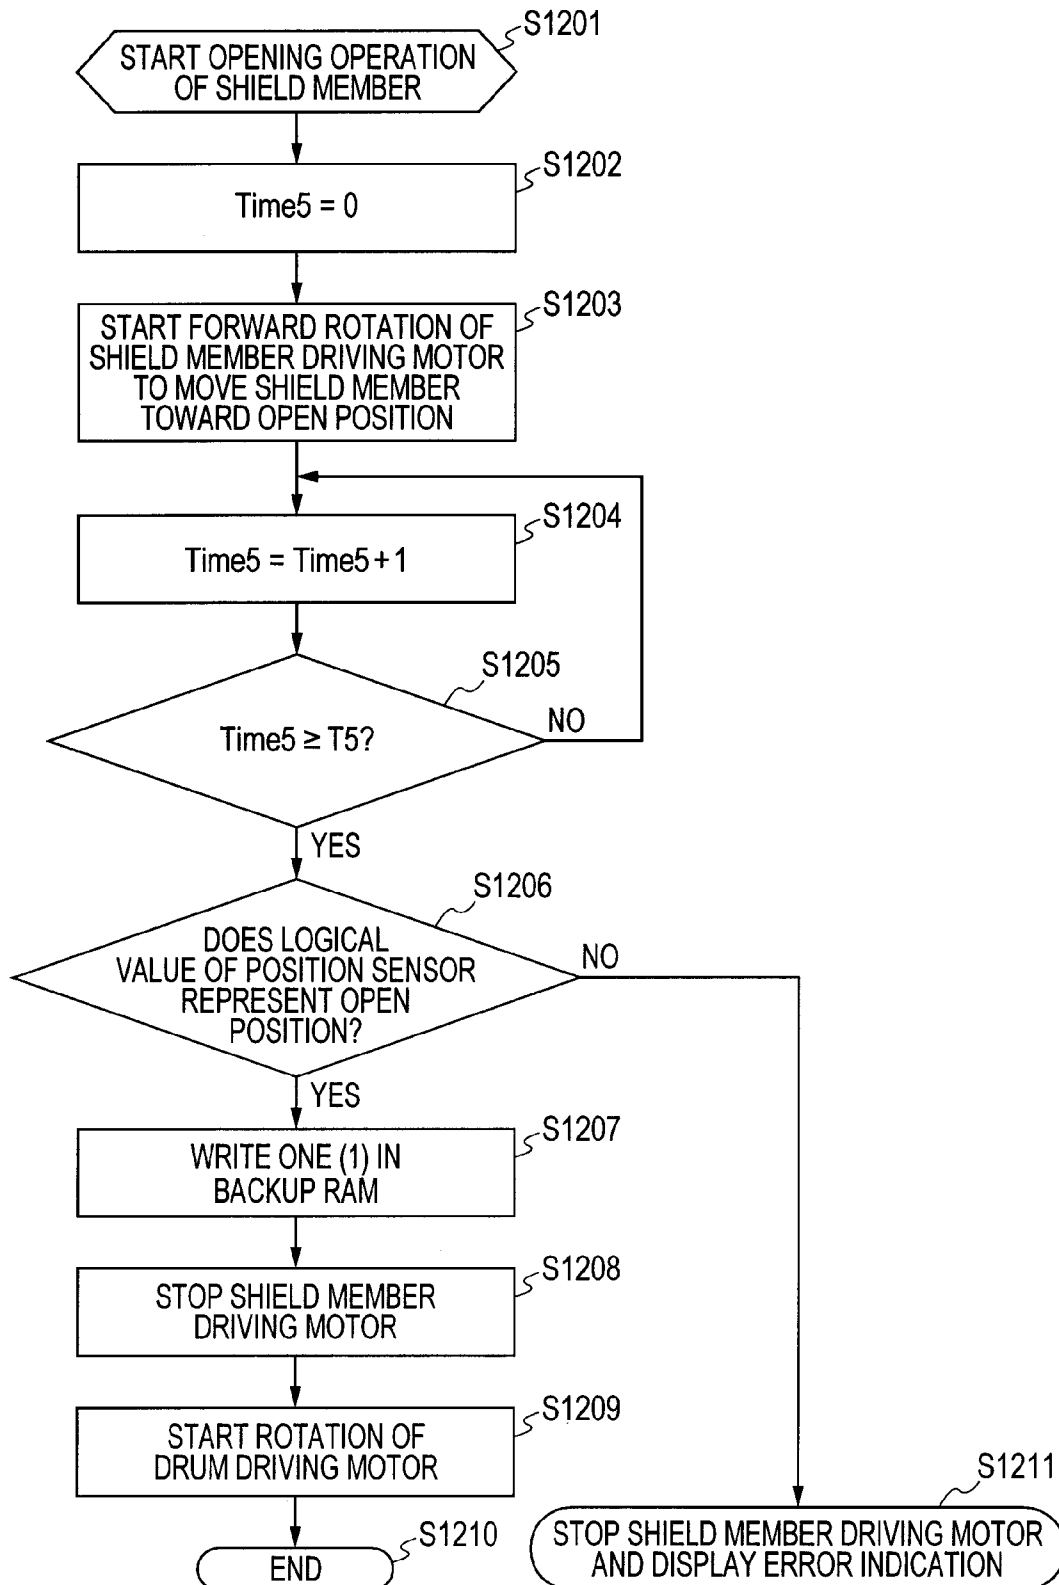 S1201
START OPENING OPERATION
OF SHIELD MEMBER
S1202
Time5 = 0
S1203
START FORWARD ROTATION OF
SHIELD MEMBER DRIVING MOTOR
TO MOVE SHIELD MEMBER
TOWARD OPEN POSITION
S1204
Time5 = Time5+1
S1205
Time5 ≥ T5?
NO
YES
S1206
DOES LOGICAL
VALUE OF POSITION SENSOR
REPRESENT OPEN
POSITION?
NO
YES
S1207
WRITE ONE (1) IN
BACKUP RAM
S1208
STOP SHIELD MEMBER
DRIVING MOTOR
S1209
START ROTATION OF
DRUM DRIVING MOTOR
S1210
END
S1211
STOP SHIELD MEMBER DRIVING MOTOR
AND DISPLAY ERROR INDICATION